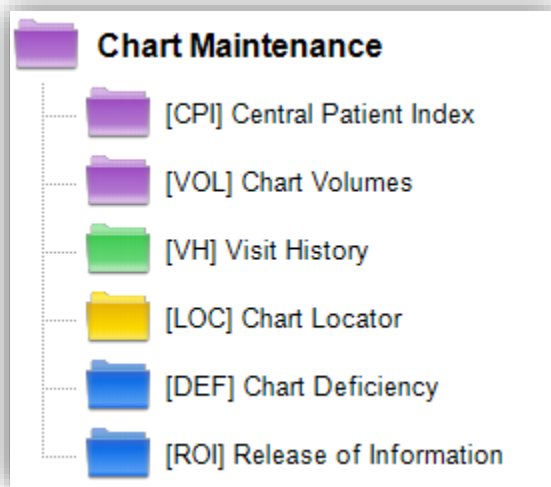 Chart Maintenance
[CPI] Central Patient Index
[VOL] Chart Volumes
[VH] Visit History
[LOC] Chart Locator
[DEF] Chart Deficiency
[ROI] Release of Information